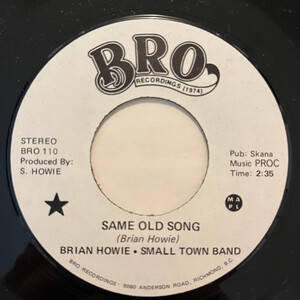 BRO
RECORDINGS (1974)
STEREO
BRO 110
Produced By:
S. HOWIE
Pub: Skana
Music PROC
Time: 2:35
M A
P L
SAME OLD SONG
(Brian Howie)
BRIAN HOWIE • SMALL TOWN BAND
BRO RECORDINGS · ANDERSON ROAD, RICHMOND, B.C.